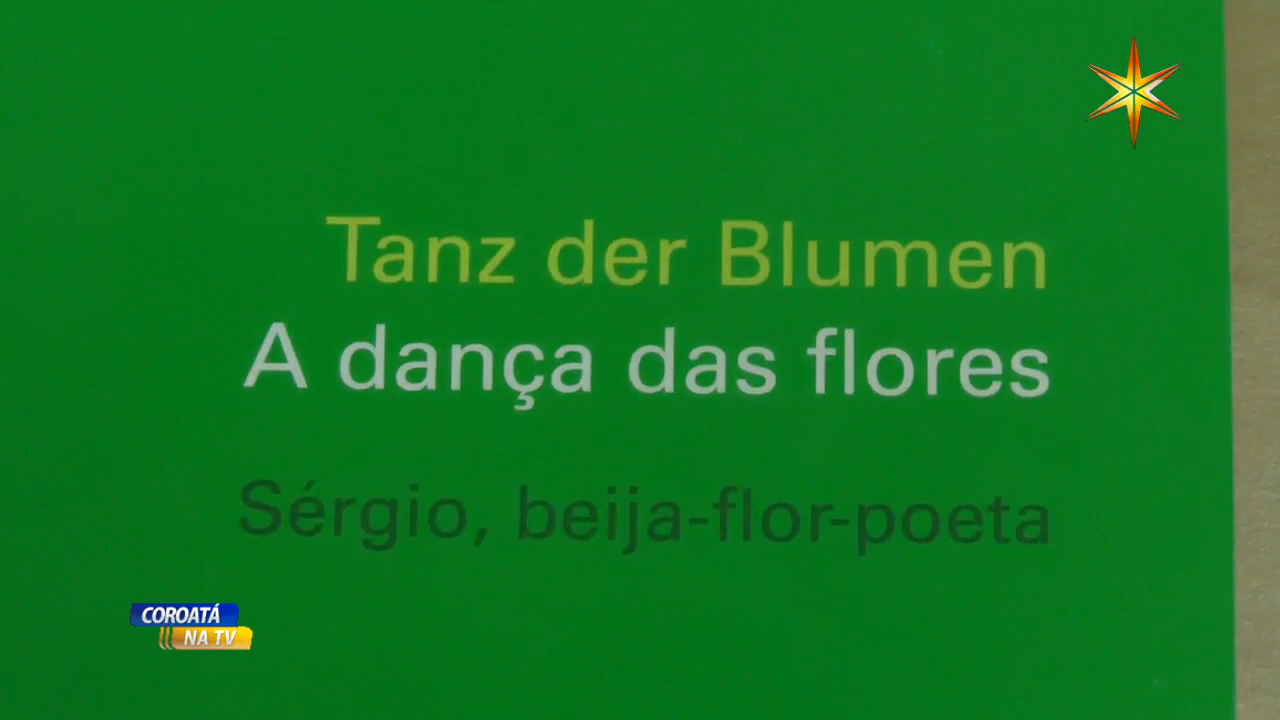 Tanz der Blumen
A dança das flores
Sérgio, beija-flor-poeta
COROATÁ
NA TV